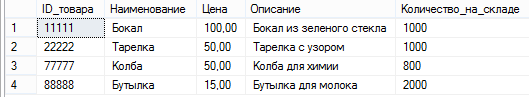 ID_товара Наименование Цена Описание Количество_на_складе
1 11111 Бокал 100,00 Бокал из зеленого стекла 1000
2 22222 Тарелка 50,00 Тарелка с узором 1000
3 77777 Колба 50,00 Колба для химии 800
4 88888 Бутылка 15,00 Бутылка для молока 2000